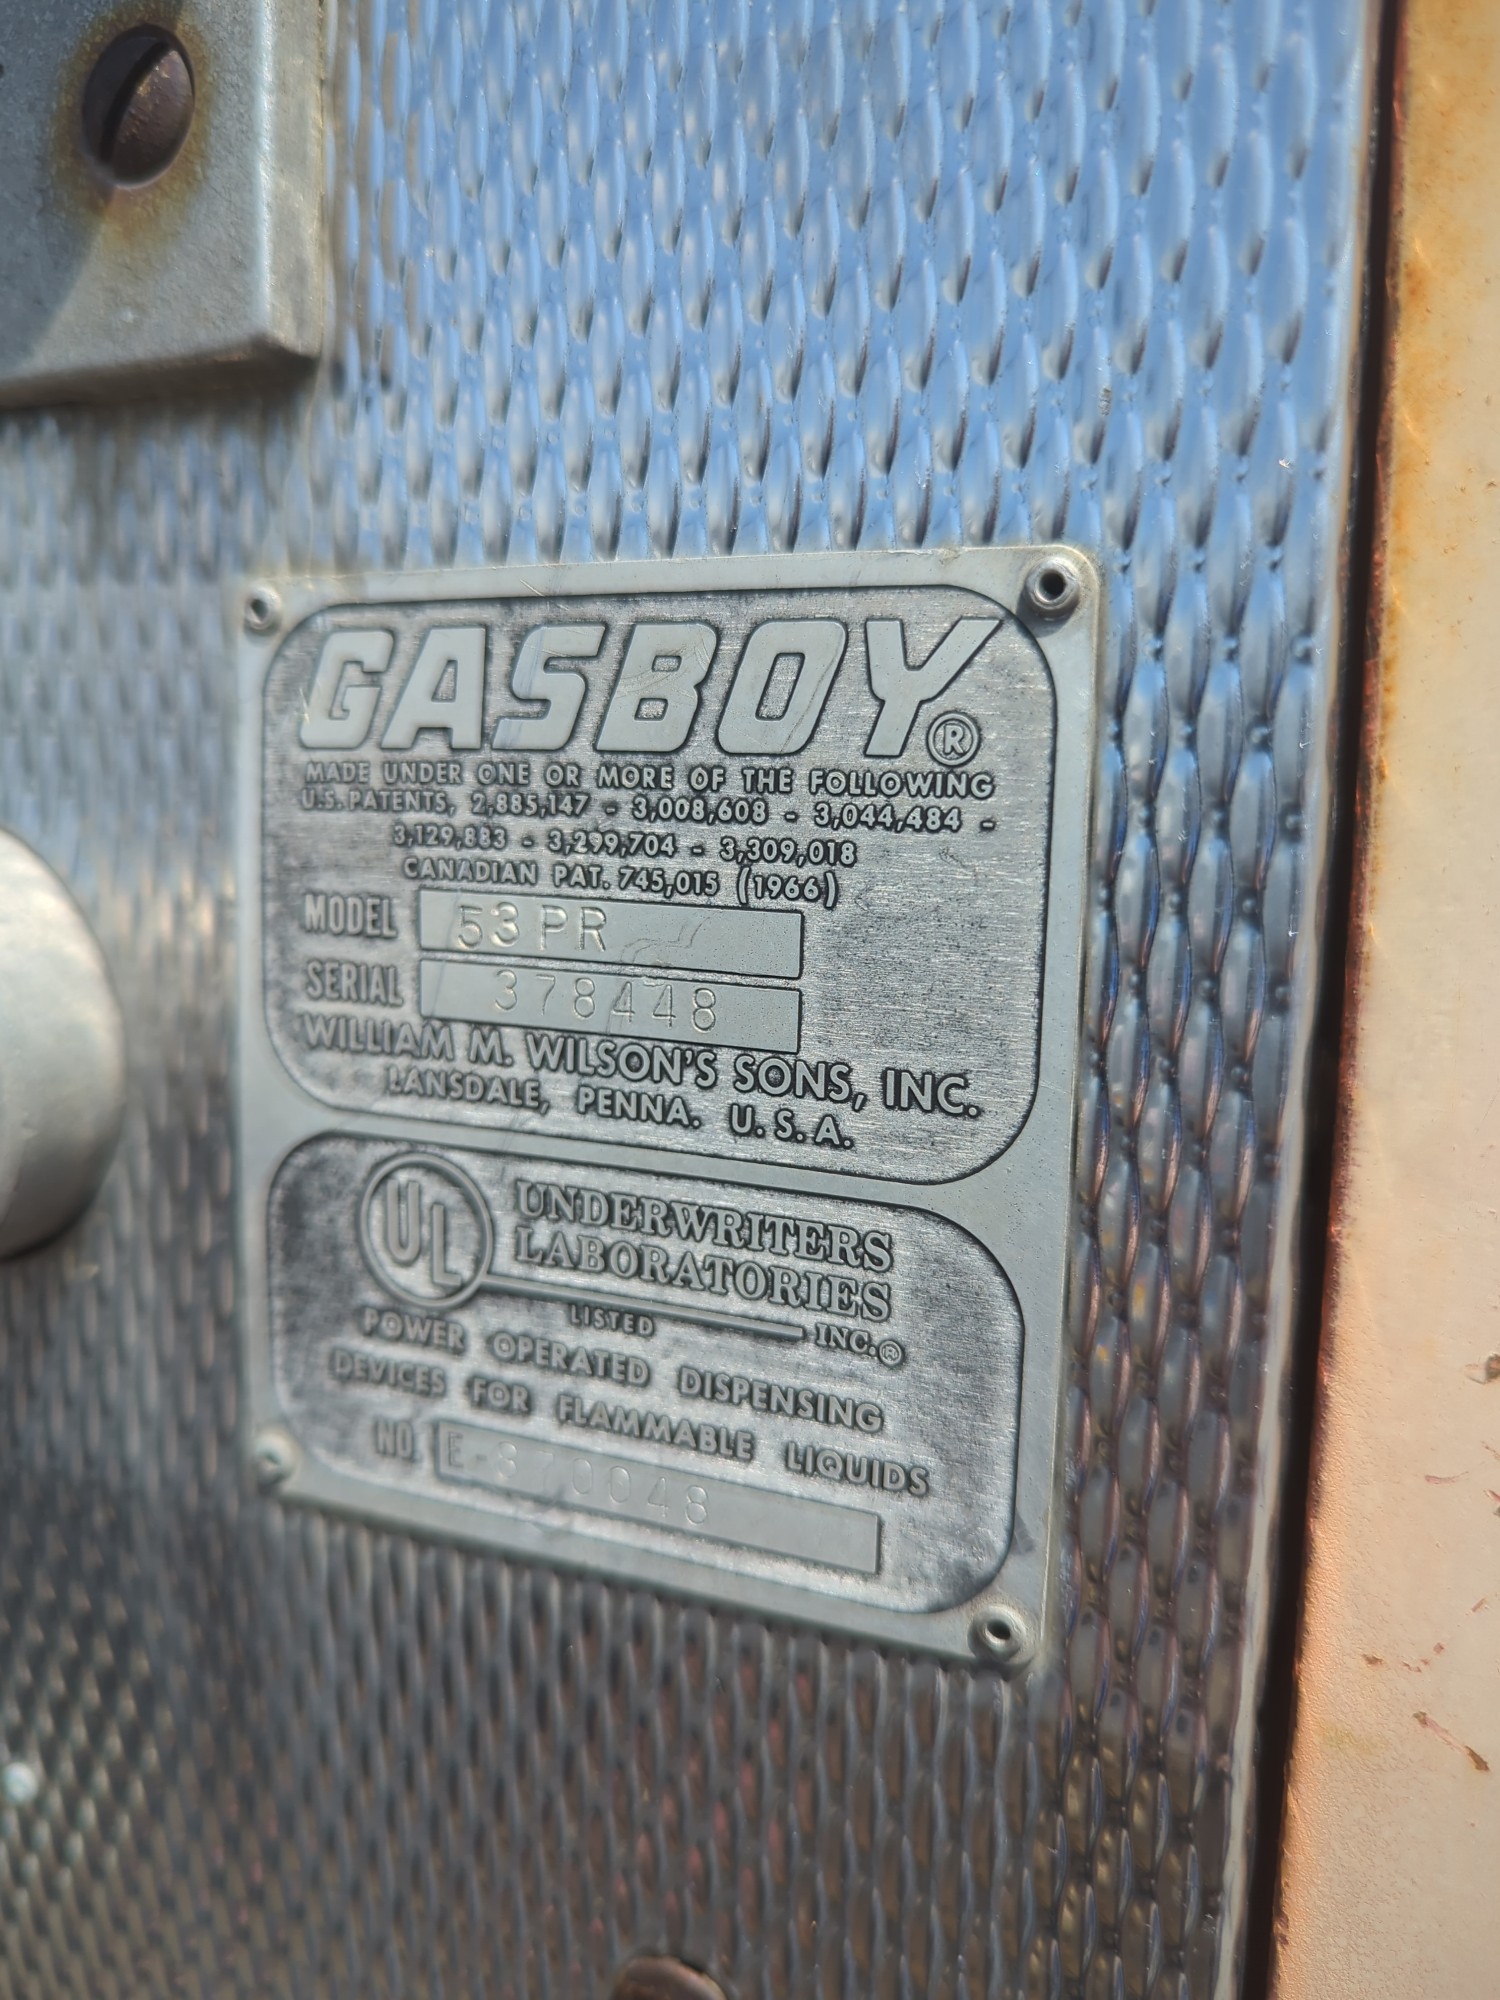 GASBOY®
MADE UNDER ONE OR MORE OF THE FOLLOWING
U.S. PATENTS, 2,885,147 - 3,008,608 - 3,044,484 -
3,129,883 - 3,299,704 - 3,309,018
CANADIAN PAT. 745,015 (1966)
MODEL 53PR
SERIAL 378448
WILLIAM M. WILSON'S SONS, INC.
LANSDALE, PENNA. U.S.A.
UL UNDERWRITERS
LABORATORIES
LISTED INC.®
POWER OPERATED DISPENSING
DEVICES FOR FLAMMABLE LIQUIDS
NO. E-870048